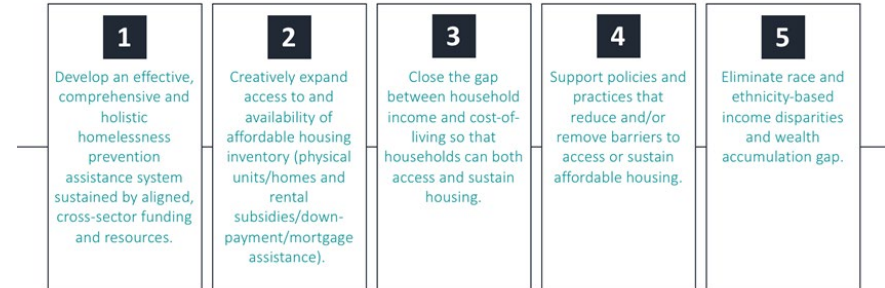 1
Develop an effective,
comprehensive and
holistic
homelessness
prevention
assistance system
sustained by aligned,
cross-sector funding
and resources.
2
Creatively expand
access to and
availability of
affordable housing
inventory (physical
units/homes and
rental
subsidies/down-
payment/mortgage
assistance).
3
Close the gap
between household
income and cost-of-
living so that
households can both
access and sustain
housing.
4
Support policies and
practices that
reduce and/or
remove barriers to
access or sustain
affordable housing.
5
Eliminate race and
ethnicity-based
income disparities
and wealth
accumulation gap.